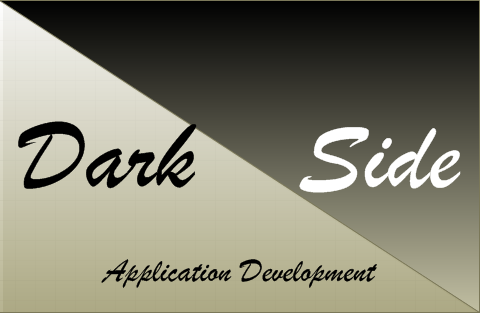 Dark Side
Application Development